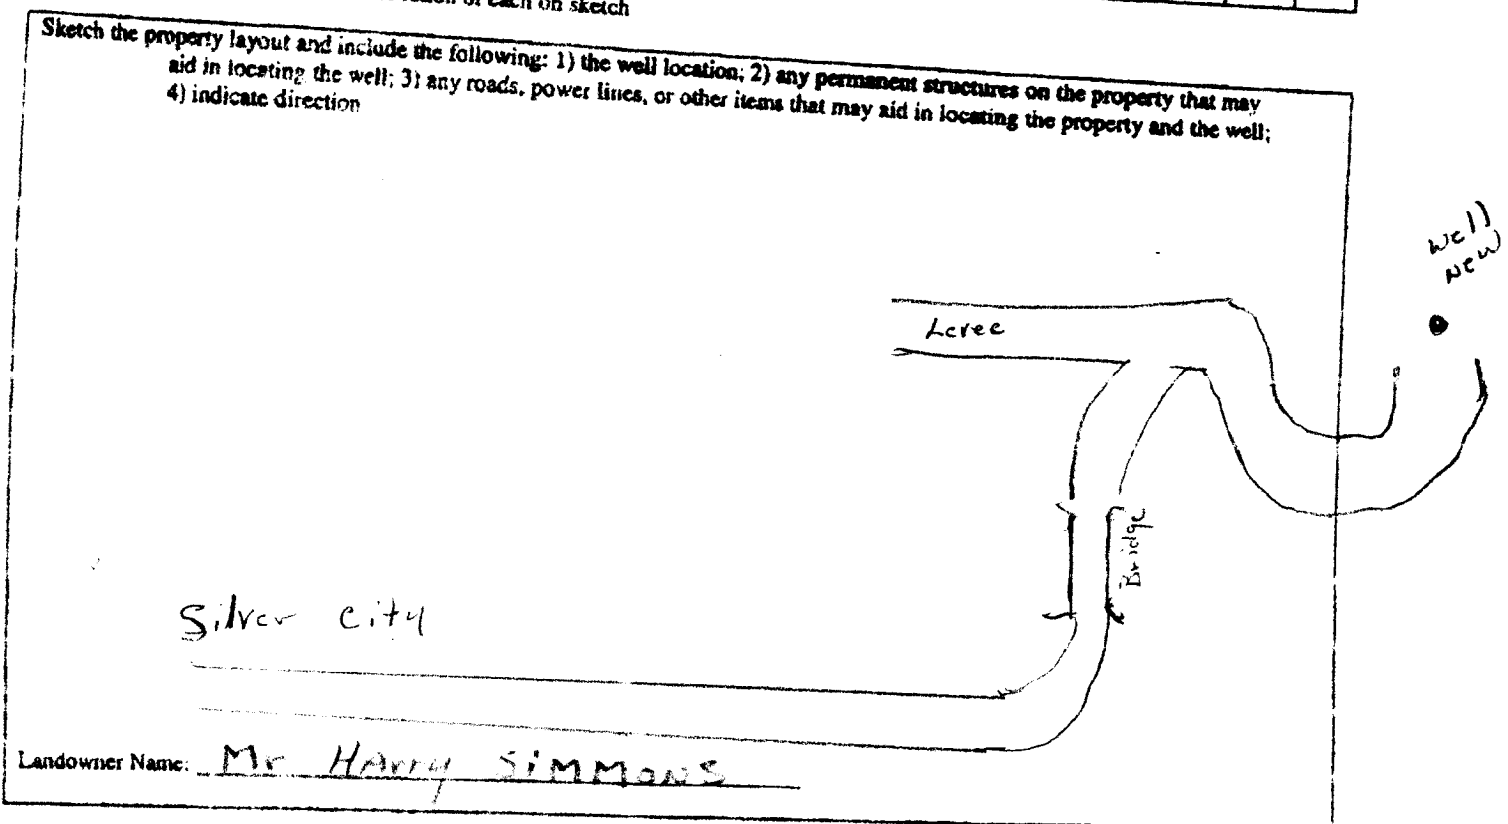 on sketch
Sketch the property layout and include the following: 1) the well location; 2) any permanent structures on the property that may
aid in locating the well; 3) any roads, power lines, or other items that may aid in locating the property and the well;
4) indicate direction
Well
New
Levee
Bridge
Silver City
Landowner Name: Mr Harry SiMMONS